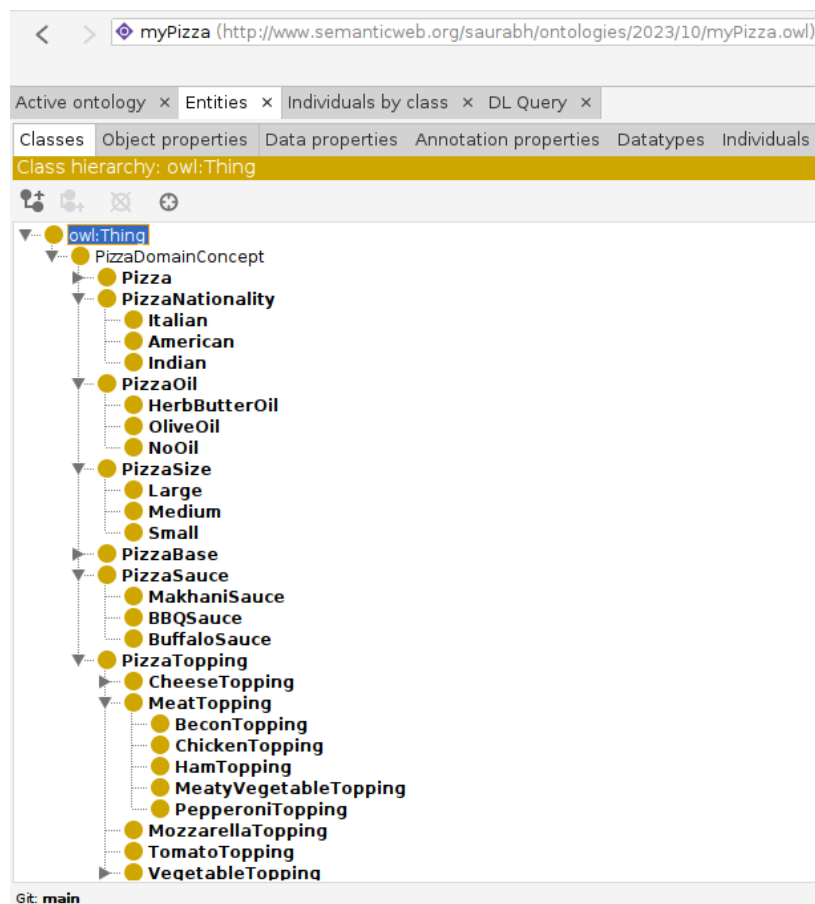 myPizza (http://www.semanticweb.org/saurabh/ontologies/2023/10/myPizza.owl)
Active ontology × Entities × Individuals by class × DL Query ×
Classes Object properties Data properties Annotation properties Datatypes Individuals
Class hierarchy: owl:Thing
owl:Thing
PizzaDomainConcept
Pizza
PizzaNationality
Italian
American
Indian
PizzaOil
HerbButterOil
OliveOil
NoOil
PizzaSize
Large
Medium
Small
PizzaBase
PizzaSauce
MakhaniSauce
BBQSauce
BuffaloSauce
PizzaTopping
CheeseTopping
MeatTopping
BeconTopping
ChickenTopping
HamTopping
MeatyVegetableTopping
PepperoniTopping
MozzarellaTopping
TomatoTopping
VegetableTopping
Git: main